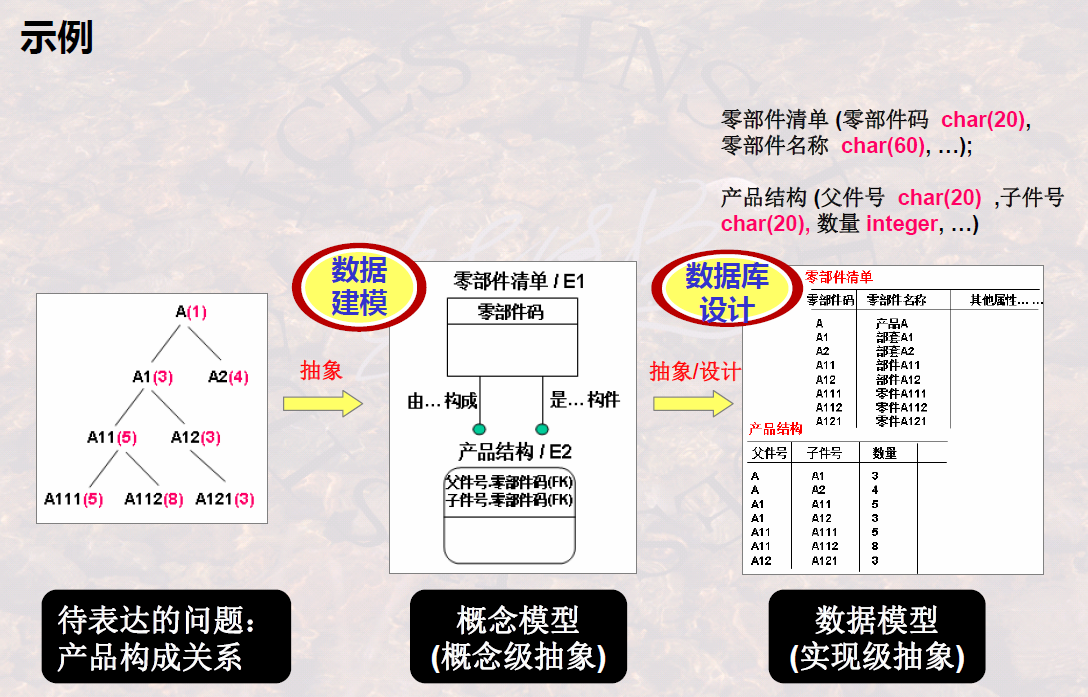 示例
零部件清单 (零部件码 char(20),
零部件名称 char(60), …);
产品结构 (父件号 char(20) ,子件号
char(20), 数量 integer, …)
A(1)
A1(3) A2(4)
A11(5) A12(3)
A111(5) A112(8) A121(3)
数据
建模
抽象
零部件清单 / E1
零部件码
由…构成 是…构件
产品结构 / E2
父件号.零部件码(FK)
子件号.零部件码(FK)
数据库
设计
抽象/设计
零部件清单
零部件码 零部件名称 其他属性... ...
A 产品A
A1 部套A1
A2 部套A2
A11 部件A11
A12 部件A12
A111 零件A111
A112 零件A112
A121 零件A121
产品结构
父件号 子件号 数量
A A1 3
A A2 4
A1 A11 5
A1 A12 3
A11 A111 5
A11 A112 8
A12 A121 3
待表达的问题:
产品构成关系
概念模型
(概念级抽象)
数据模型
(实现级抽象)